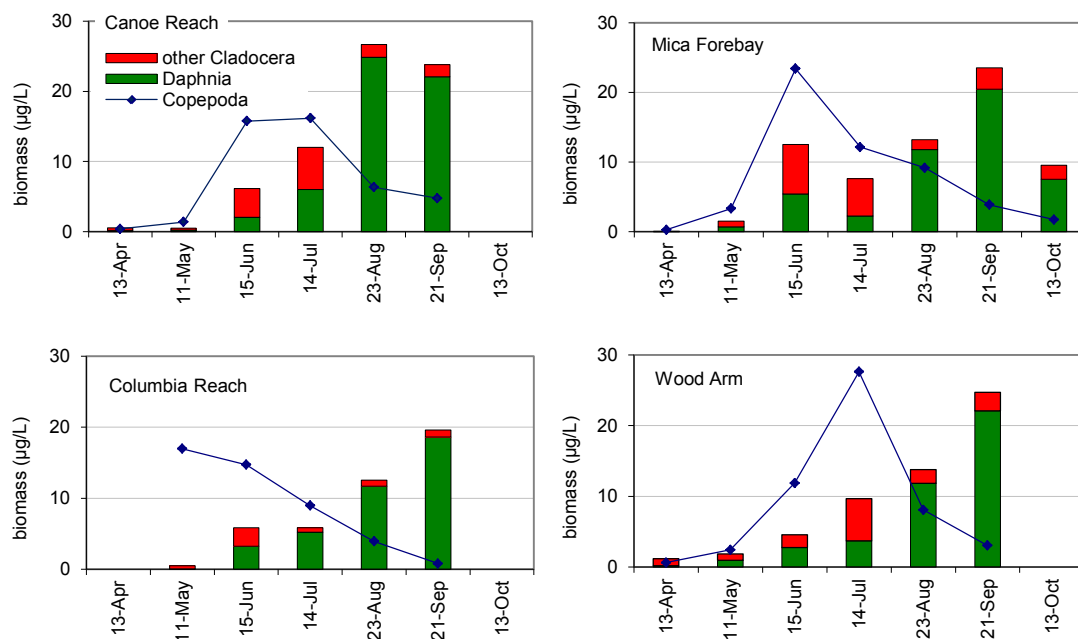 Canoe Reach
other Cladocera
Daphnia
Copepoda
biomass (µg/L)
30
20
10
0
13-Apr
11-May
15-Jun
14-Jul
23-Aug
21-Sep
13-Oct
Mica Forebay
biomass (µg/L)
30
20
10
0
13-Apr
11-May
15-Jun
14-Jul
23-Aug
21-Sep
13-Oct
Columbia Reach
biomass (µg/L)
30
20
10
0
13-Apr
11-May
15-Jun
14-Jul
23-Aug
21-Sep
13-Oct
Wood Arm
biomass (µg/L)
30
20
10
0
13-Apr
11-May
15-Jun
14-Jul
23-Aug
21-Sep
13-Oct